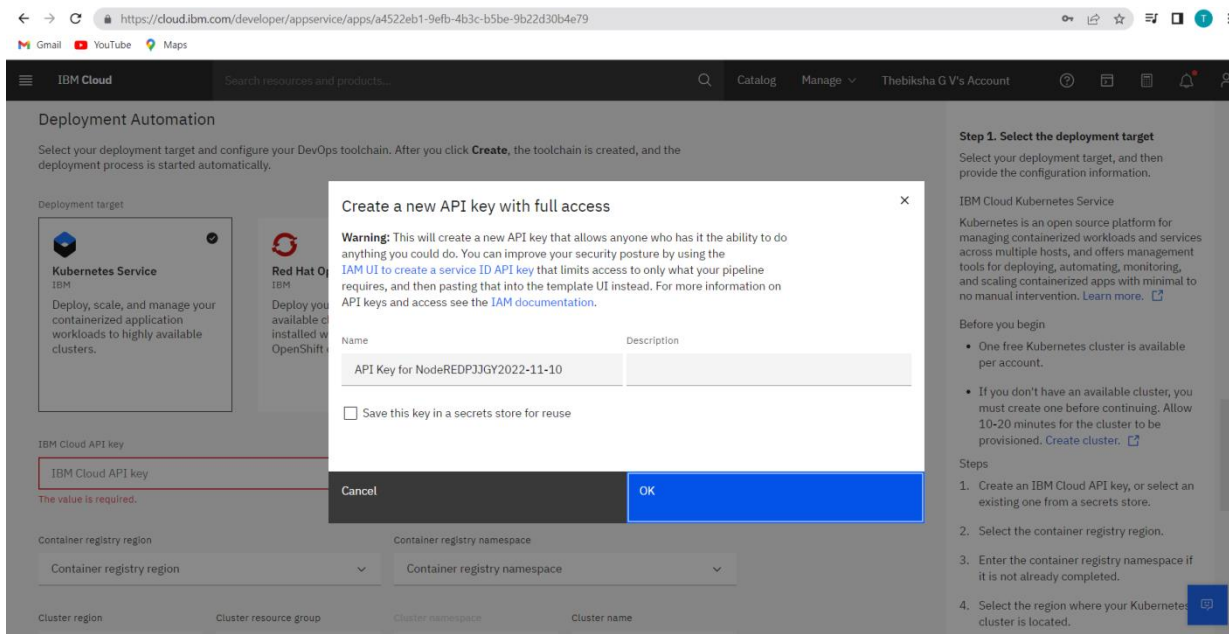 https://cloud.ibm.com/developer/appservice/apps/a4522eb1-9efb-4b3c-b5be-9b22d30b4e79
T
Gmail YouTube Maps
IBM Cloud Search resources and products... Catalog Manage Thebiksha G V's Account
Deployment Automation
Select your deployment target and configure your DevOps toolchain. After you click Create, the toolchain is created, and the
deployment process is started automatically.
Deployment target
Kubernetes Service
IBM
Deploy, scale, and manage your
containerized application
workloads to highly available
clusters.
Red Hat Op
IBM
Deploy you
available cl
installed w
OpenShift
Create a new API key with full access
Warning: This will create a new API key that allows anyone who has it the ability to do
anything you could do. You can improve your security posture by using the
IAM UI to create a service ID API key that limits access to only what your pipeline
requires, and then pasting that into the template UI instead. For more information on
API keys and access see the IAM documentation.
Name Description
API Key for NodeREDPJJGY2022-11-10
Save this key in a secrets store for reuse
Cancel OK
IBM Cloud API key
IBM Cloud API key
The value is required.
Container registry region Container registry namespace
Container registry region Container registry namespace
Cluster region Cluster resource group Cluster namespace Cluster name
Step 1. Select the deployment target
Select your deployment target, and then
provide the configuration information.
IBM Cloud Kubernetes Service
Kubernetes is an open source platform for
managing containerized workloads and services
across multiple hosts, and offers management
tools for deploying, automating, monitoring,
and scaling containerized apps with minimal to
no manual intervention. Learn more.
Before you begin
• One free Kubernetes cluster is available
per account.
• If you don't have an available cluster, you
must create one before continuing. Allow
10-20 minutes for the cluster to be
provisioned. Create cluster.
Steps
1. Create an IBM Cloud API key, or select an
existing one from a secrets store.
2. Select the container registry region.
3. Enter the container registry namespace if
it is not already completed.
4. Select the region where your Kubernetes
cluster is located.